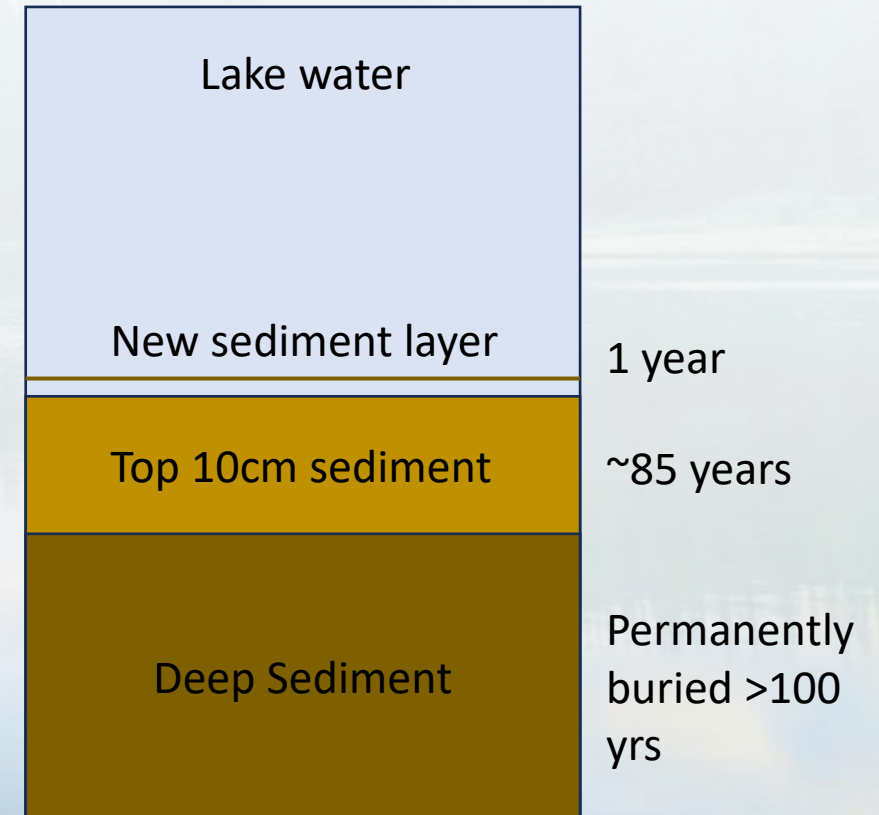 Lake water
New sediment layer
1 year
Top 10cm sediment
~85 years
Deep Sediment
Permanently
buried >100
yrs